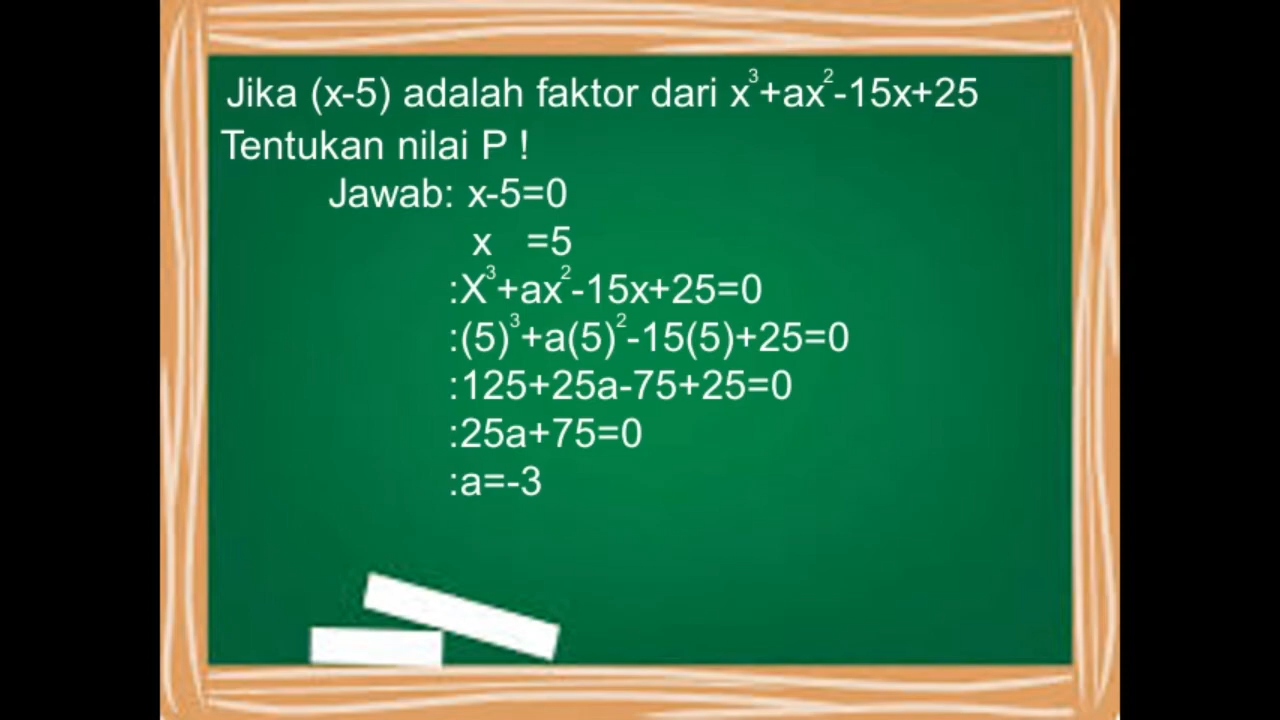 Jika (x-5) adalah faktor dari x³+ax²-15x+25
Tentukan nilai P !
Jawab: x-5=0
x =5
:X³+ax²-15x+25=0
:(5)³+a(5)²-15(5)+25=0
:125+25a-75+25=0
:25a+75=0
:a=-3